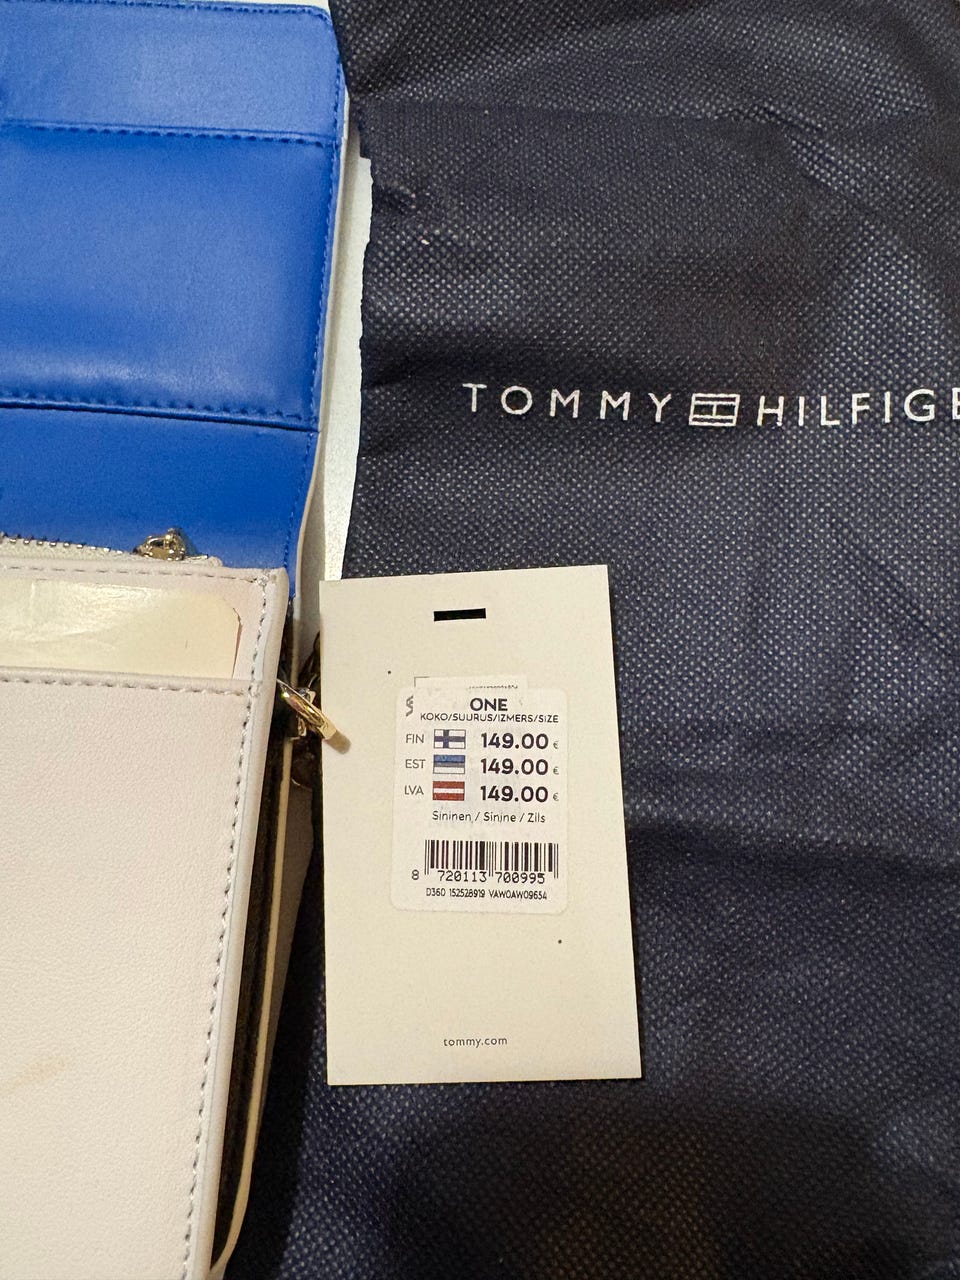 TOMMY HILFIGE
ONE
KOKO/SUURUS/IZMERS/SIZE
FIN 149.00 €
EST 149.00 €
LVA 149.00 €
Sininen / Sinine / Zils
8 720113 700995
D36D 152528919 VAW0AW09654
tommy.com